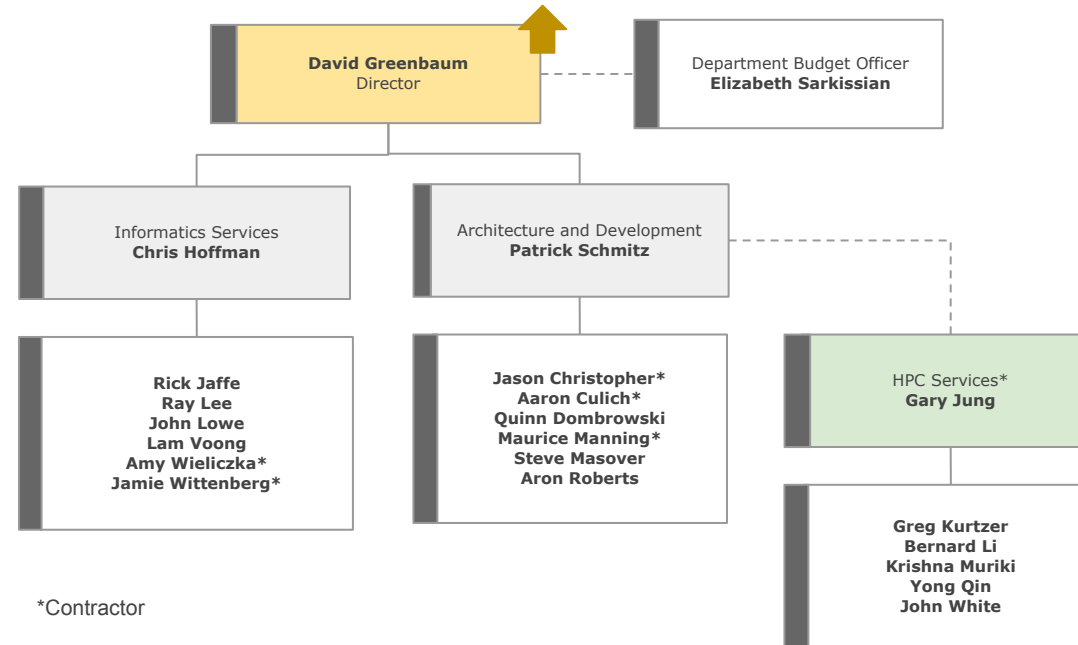 David Greenbaum
Director
Department Budget Officer
Elizabeth Sarkissian
Informatics Services
Chris Hoffman
Architecture and Development
Patrick Schmitz
Rick Jaffe
Ray Lee
John Lowe
Lam Voong
Amy Wieliczka*
Jamie Wittenberg*
Jason Christopher*
Aaron Culich*
Quinn Dombrowski
Maurice Manning*
Steve Masover
Aron Roberts
HPC Services*
Gary Jung
Greg Kurtzer
Bernard Li
Krishna Muriki
Yong Qin
John White
*Contractor